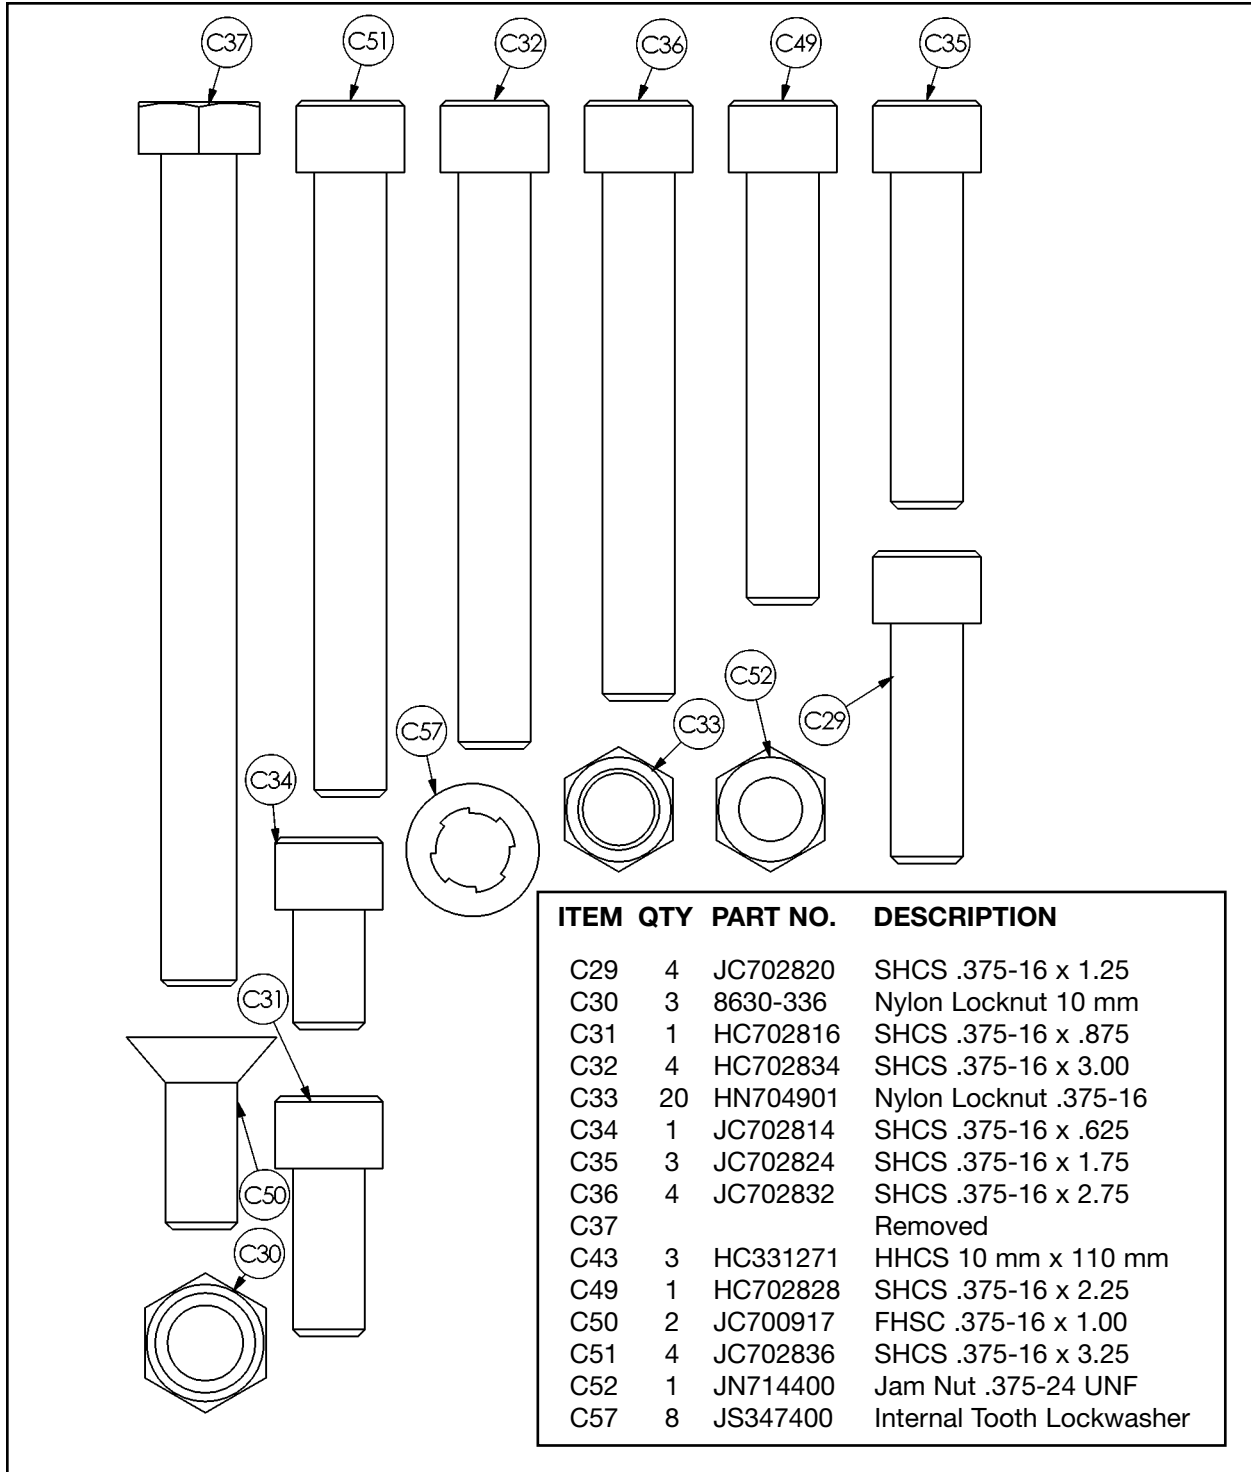 C37 C51 C32 C36 C49 C35
C52
C57 C33 C29
C34
C31
C50
C30
ITEM QTY PART NO. DESCRIPTION
C29 4 JC702820 SHCS .375-16 x 1.25
C30 3 8630-336 Nylon Locknut 10 mm
C31 1 HC702816 SHCS .375-16 x .875
C32 4 HC702834 SHCS .375-16 x 3.00
C33 20 HN704901 Nylon Locknut .375-16
C34 1 JC702814 SHCS .375-16 x .625
C35 3 JC702824 SHCS .375-16 x 1.75
C36 4 JC702832 SHCS .375-16 x 2.75
C37 Removed
C43 3 HC331271 HHCS 10 mm x 110 mm
C49 1 HC702828 SHCS .375-16 x 2.25
C50 2 JC700917 FHSC .375-16 x 1.00
C51 4 JC702836 SHCS .375-16 x 3.25
C52 1 JN714400 Jam Nut .375-24 UNF
C57 8 JS347400 Internal Tooth Lockwasher